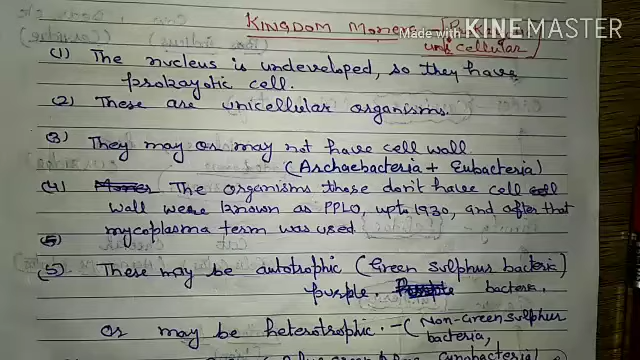 KINGDOM Monera
Made with KINEMASTER
unicellular
(1) The nucleus is undeveloped, so they have
prokayotic cell.
(2) These are unicellular organisms.
(3) They may or may not have cell wall.
(Archaebacteria + Eubacteria)
(4) The organisms those don't have cell
wall were known as PPLO, upto 1930, and after that
mycoplasma term was used
(5) These may be autotrophic (Green sulphur bacteria)
purple bacteria.
Or may be heterotrophic. - (Non-Green sulphur
bacteria,